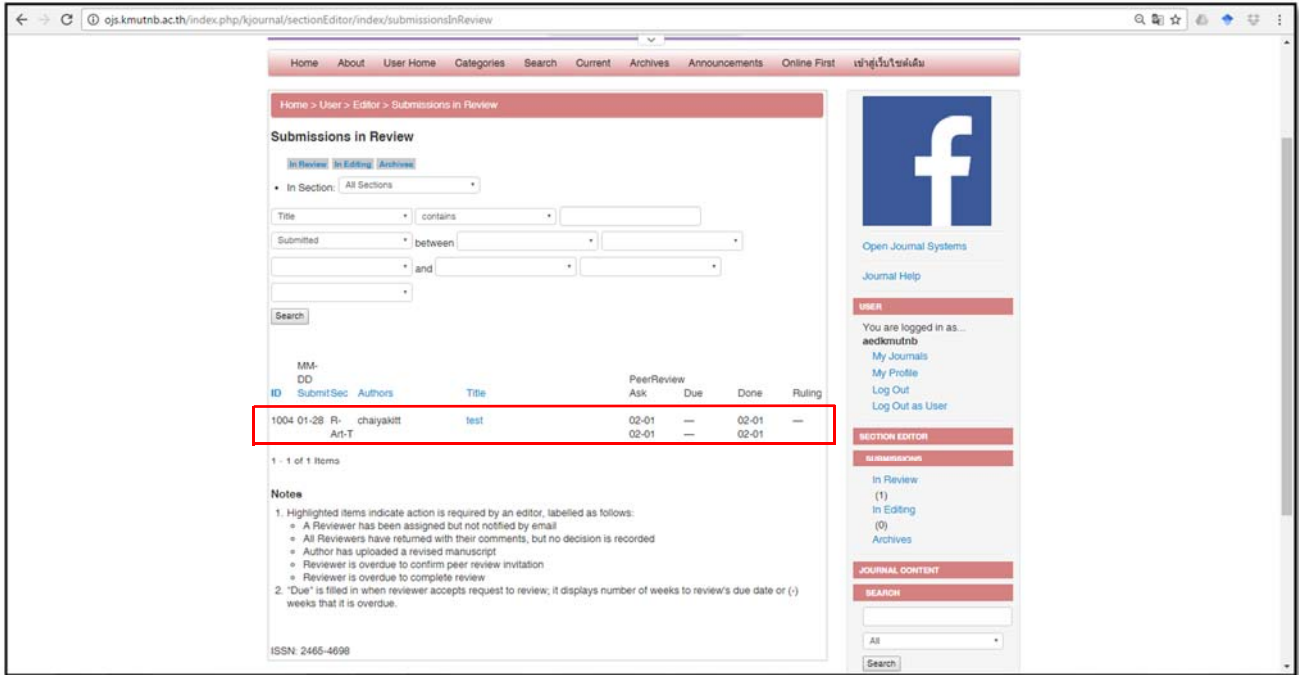 ojs.kmutnb.ac.th/index.php/kjournal/sectionEditor/index/submissionsInReview
Home About User Home Categories Search Current Archives Announcements Online First เข้าสู่เว็บไซต์เดิม
Home > User > Editor > Submissions in Review
Submissions in Review
In Review In Editing Archives
• In Section: All Sections
Title contains
Submitted between
and
Search
MM-
DD PeerReview
ID Submit Sec Authors Title Ask Due Done Ruling
1004 01-28 R- chaiyakitt test 02-01 — 02-01 —
Art-T 02-01 — 02-01
1 - 1 of 1 Items
Notes
1. Highlighted items indicate action is required by an editor, labelled as follows:
A Reviewer has been assigned but not notified by email
All Reviewers have returned with their comments, but no decision is recorded
Author has uploaded a revised manuscript
Reviewer is overdue to confirm peer review invitation
Reviewer is overdue to complete review
2. "Due" is filled in when reviewer accepts request to review; it displays number of weeks to review's due date or (-)
weeks that it is overdue.
ISSN: 2465-4698
f
Open Journal Systems
Journal Help
USER
You are logged in as...
aedkmutnb
My Journals
My Profile
Log Out
Log Out as User
SECTION EDITOR
SUBMISSIONS
In Review
(1)
In Editing
(0)
Archives
JOURNAL CONTENT
SEARCH
All
Search